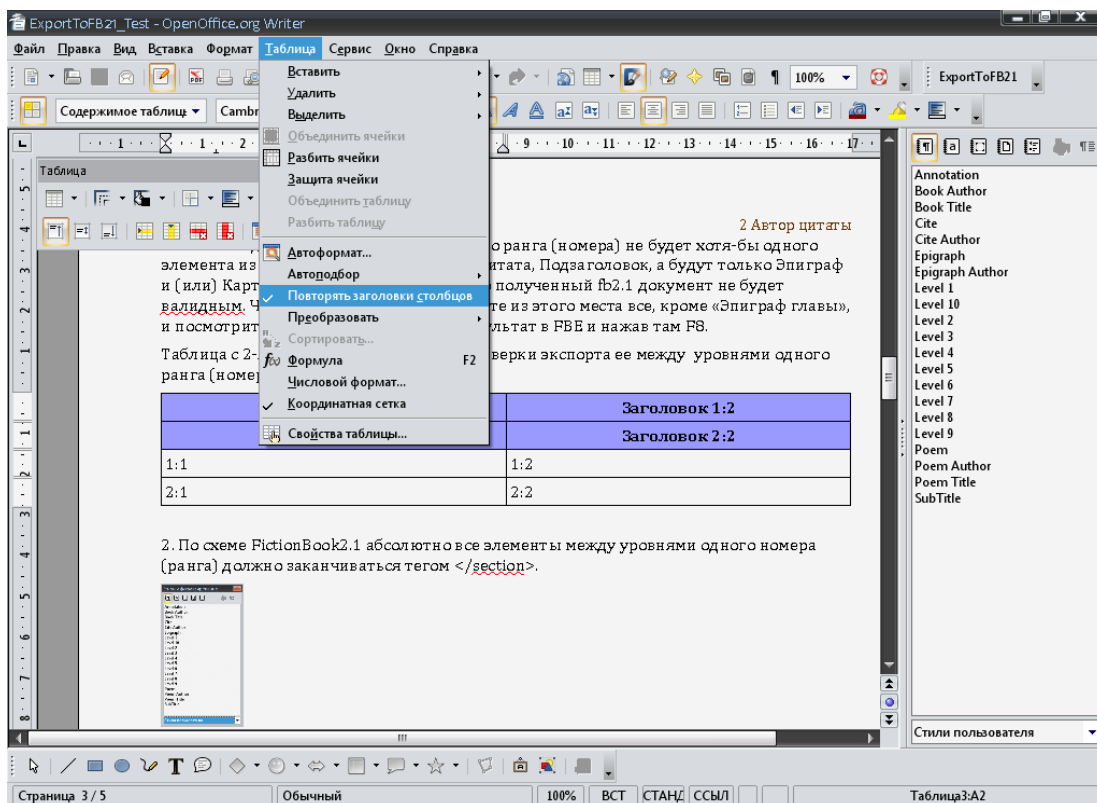 ExportToFB21_Test - OpenOffice.org Writer
Файл Правка Вид Вставка Формат Таблица Сервис Окно Справка
100%
ExportToFB21
Содержимое таблиц
Cambr
Вставить
Удалить
Выделить
Объединить ячейки
Разбить ячейки
Защита ячейки
Объединить таблицу
Разбить таблицу
Автоформат...
Автоподбор
Повторять заголовки столбцов
Преобразовать
Сортировать...
Формула F2
Числовой формат...
Координатная сетка
Свойства таблицы...
Таблица
2 Автор цитаты
о ранга (номера) не будет хотя-бы одного
элемента из тата, Подзаголовок, а будут только Эпиграф
и (или) Карт полученный fb2.1 документ не будет
валидным. Ч те из этого места все, кроме «Эпиграф главы»,
и посмотрит льтат в FBE и нажав там F8.
Таблица с 2- верки экспорта ее между уровнями одного
ранга (номер
Заголовок 1:2
Заголовок 2:2
1:1 1:2
2:1 2:2
2. По схеме FictionBook2.1 абсолютно все элементы между уровнями одного номера
(ранга) должно заканчиваться тегом </section>.
Annotation
Book Author
Book Title
Cite
Cite Author
Epigraph
Epigraph Author
Level 1
Level 10
Level 2
Level 3
Level 4
Level 5
Level 6
Level 7
Level 8
Level 9
Poem
Poem Author
Poem Title
SubTitle
Стили пользователя
Страница 3 / 5 Обычный 100% ВСТ СТАНД ССЫЛ Таблица3:A2